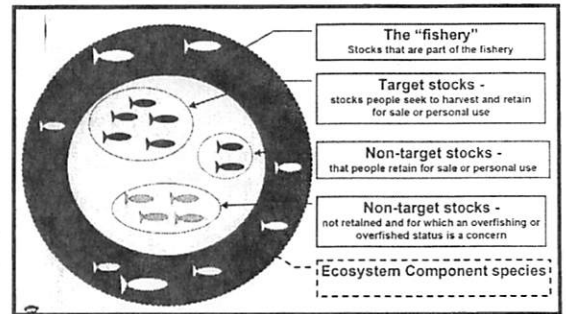 The "fishery"
Stocks that are part of the fishery
Target stocks -
stocks people seek to harvest and retain
for sale or personal use
Non-target stocks -
that people retain for sale or personal use
Non-target stocks -
not retained and for which an overfishing or
overfished status is a concern
Ecosystem Component species